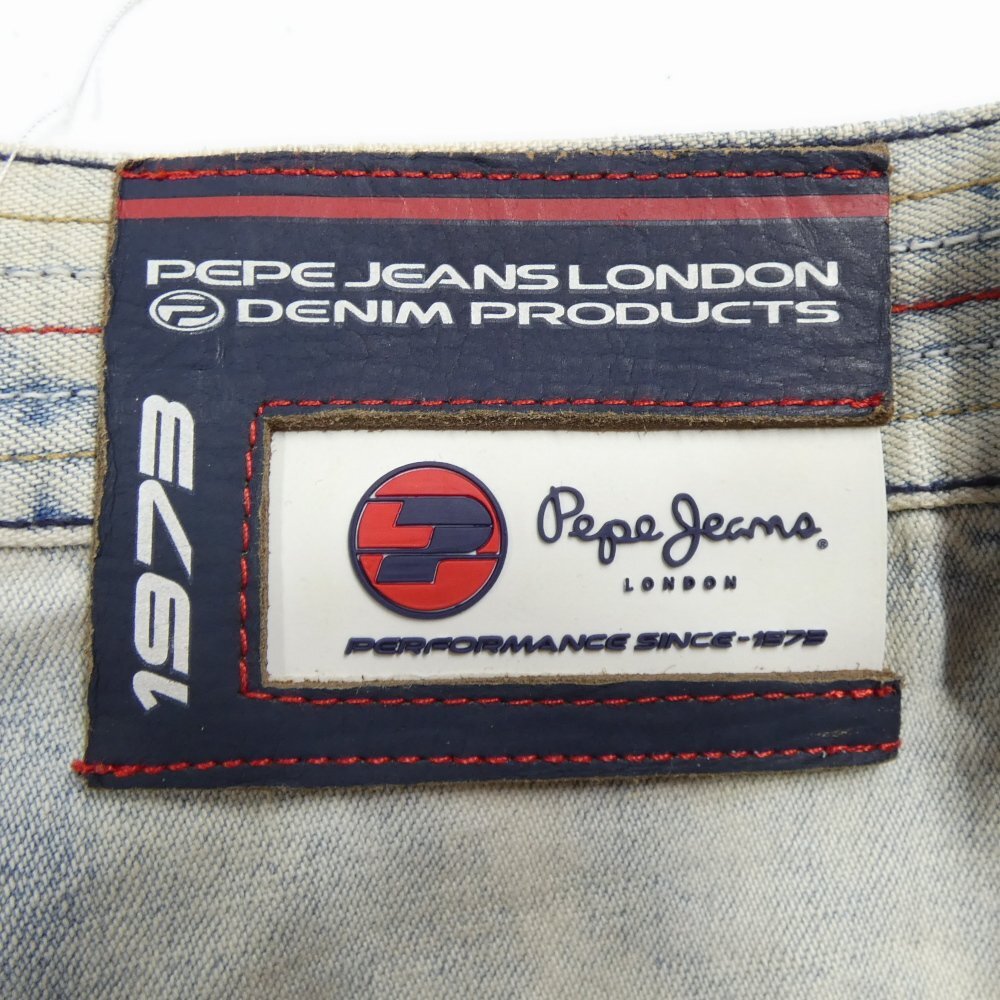 PEPE JEANS LONDON
DENIM PRODUCTS
1973
Pepe Jeans®
LONDON
PERFORMANCE SINCE-1973